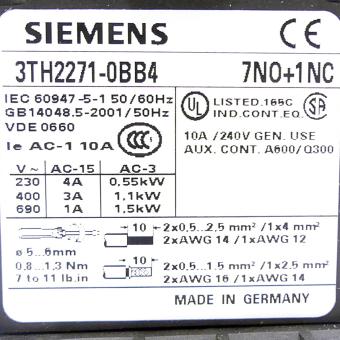 SIEMENS
3TH2271-0BB4 7NO+1NC
IEC 60947-5-1 50/60Hz
GB14048.5-2001/50Hz
VDE 0660
Ie AC-1 10A
CCC
UL LISTED 165C
IND.CONT.EQ.
SA
10A /240V GEN. USE
AUX. CONT. A600/Q300
V~ AC-15 AC-3
230 4A 0,55kW
400 3A 1,1kW
690 1A 1,5kW
ø 5...6mm
0,8...1,3 Nm
7 to 11 lb.in
10 2x0,5...2,5 mm² /1x4 mm²
2xAWG 14 /1xAWG 12
10 2x0,5...1,5 mm² /1x2,5 mm²
2xAWG 16 /1xAWG 14
MADE IN GERMANY